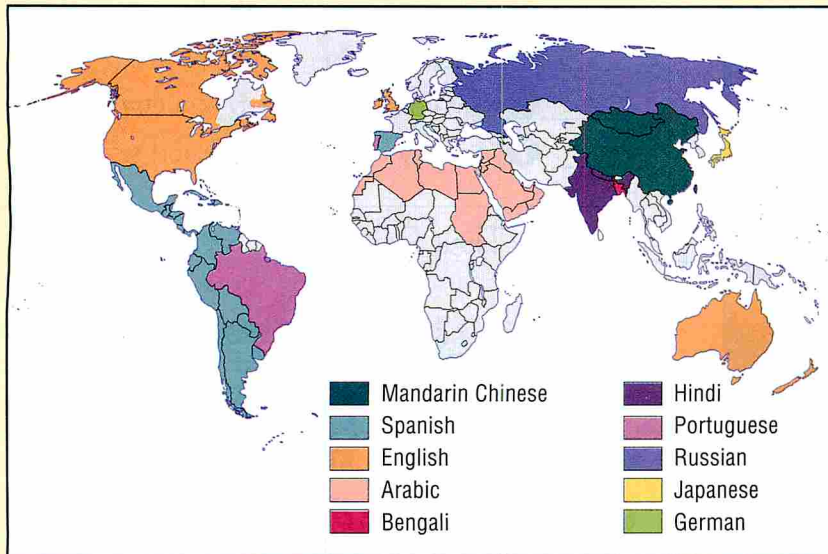 Mandarin Chinese
Spanish
English
Arabic
Bengali
Hindi
Portuguese
Russian
Japanese
German